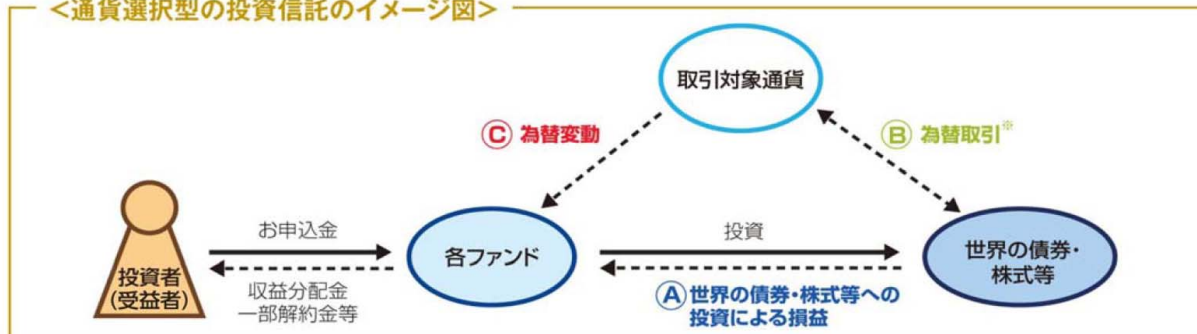 ＜通貨選択型の投資信託のイメージ図＞
取引対象通貨
Ⓒ 為替変動
Ⓑ 為替取引※
お申込金
投資
投資者
(受益者)
各ファンド
世界の債券・
株式等
収益分配金
一部解約金等
Ⓐ 世界の債券・株式等への
投資による損益